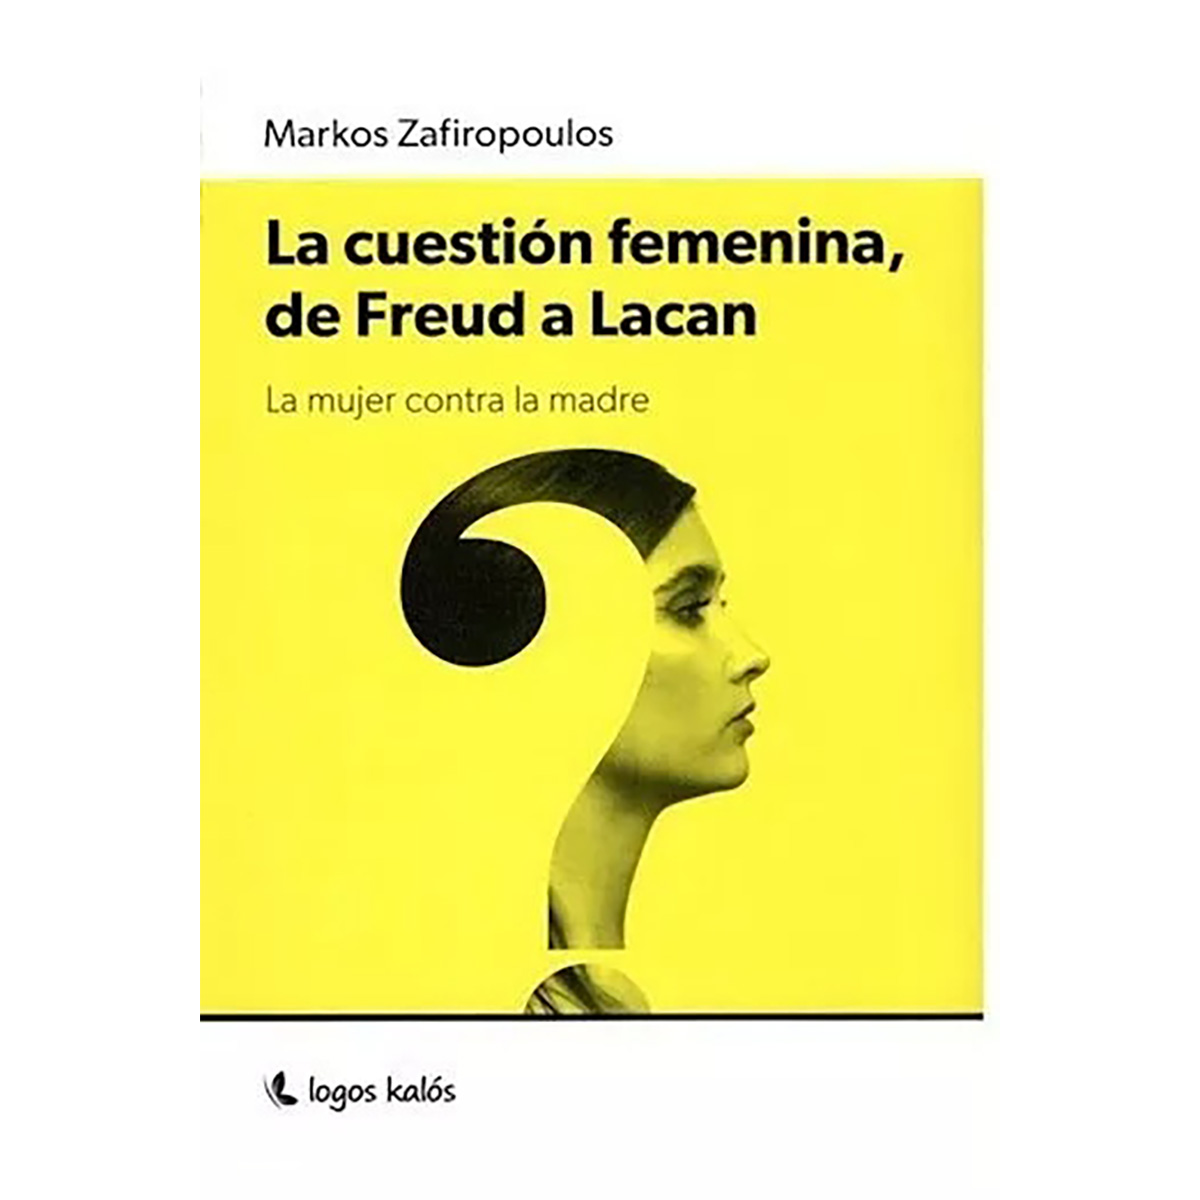 Markos Zafiropoulos
La cuestión femenina,
de Freud a Lacan
La mujer contra la madre
logos kalós